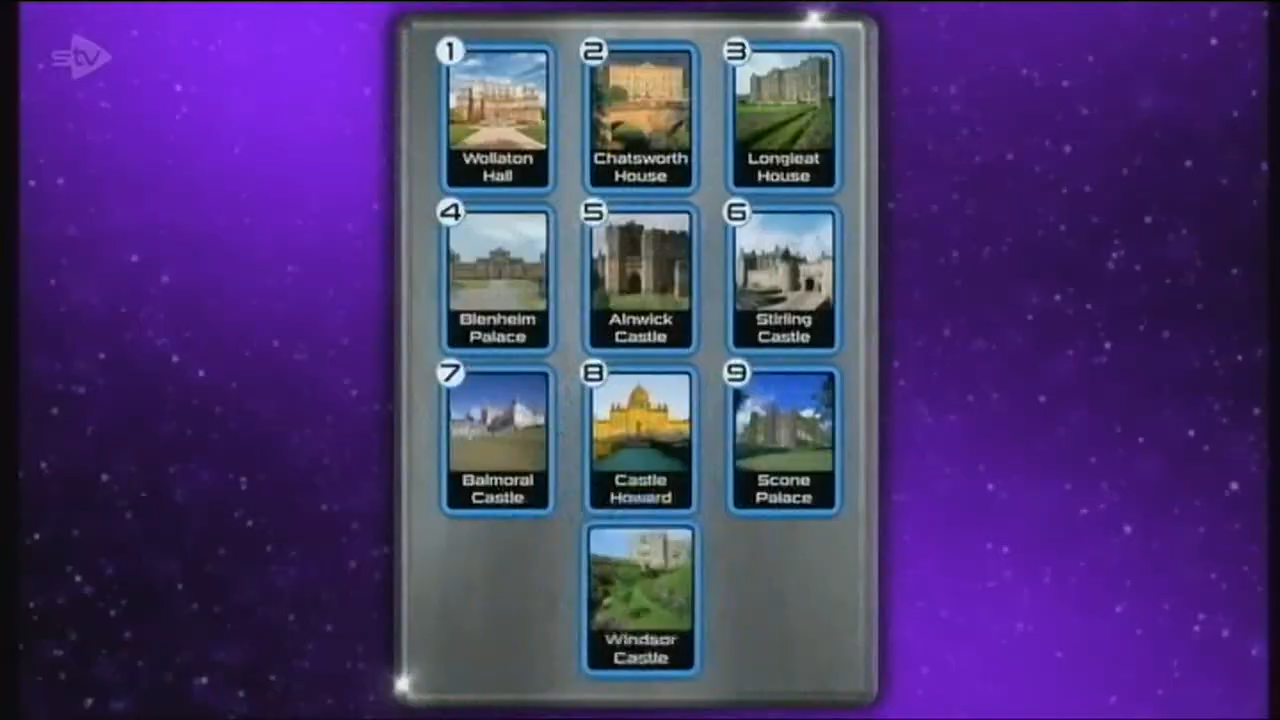 stv
1
Wollaton
Hall
2
Chatsworth
House
3
Longleat
House
4
Blenheim
Palace
5
Alnwick
Castle
6
Stirling
Castle
7
Balmoral
Castle
8
Castle
Howard
9
Scone
Palace
Windsor
Castle